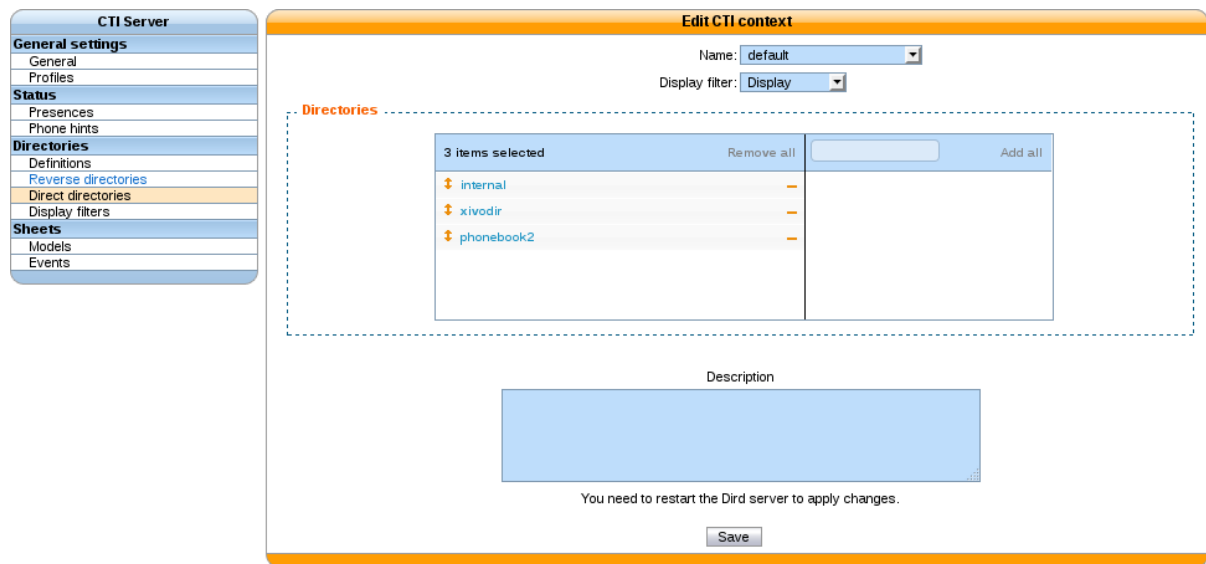 CTI Server
General settings
General
Profiles
Status
Presences
Phone hints
Directories
Definitions
Reverse directories
Direct directories
Display filters
Sheets
Models
Events
Edit CTI context
Name: default
Display filter: Display
Directories
3 items selected Remove all Add all
internal
xivodir
phonebook2
Description
You need to restart the Dird server to apply changes.
Save